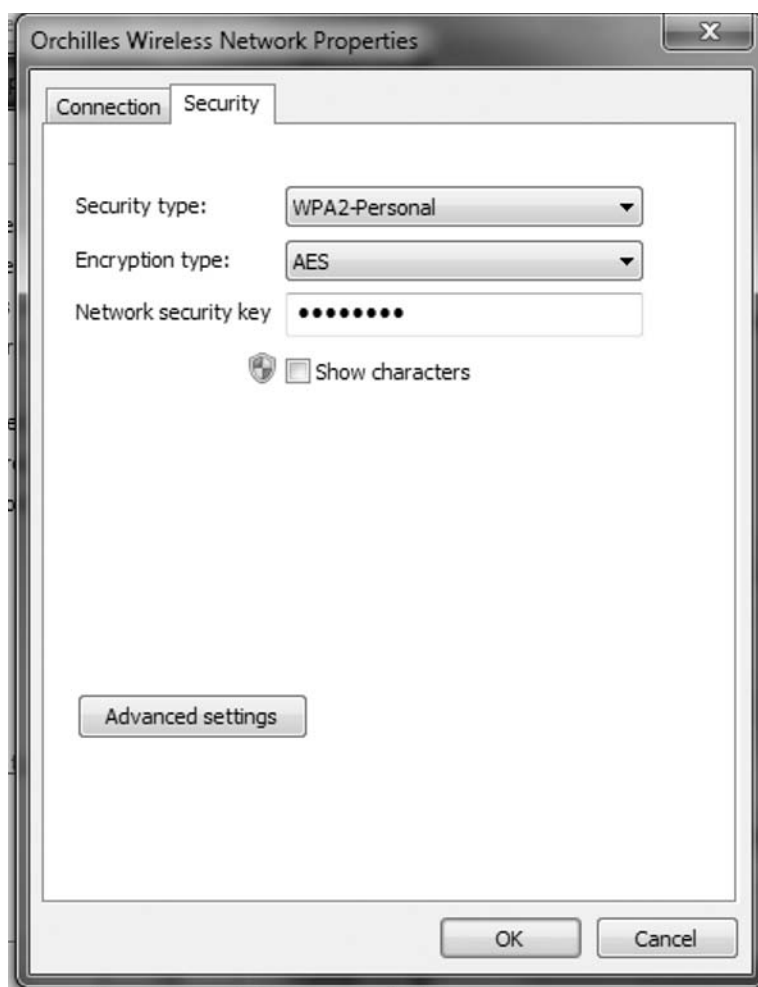 Orchilles Wireless Network Properties
X
Connection Security
Security type: WPA2-Personal
Encryption type: AES
Network security key ••••••••
Show characters
Advanced settings
OK Cancel